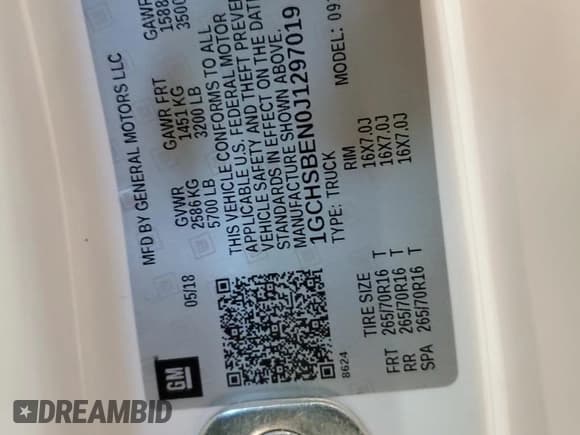 MFD BY GENERAL MOTORS LLC
05/18
GVWR
2586 KG
5700 LB
GAWR FRT
1451 KG
3200 LB
GAWR
THIS VEHICLE CONFORMS TO ALL
APPLICABLE U.S. FEDERAL MOTOR
VEHICLE SAFETY AND THEFT PREVEN
STANDARDS IN EFFECT ON THE DAT
MANUFACTURE SHOWN ABOVE.
1GCHSBEN0J1297019
TYPE: TRUCK
MODEL:
GM
8624
TIRE SIZE
RIM
FRT 265/70R16 T 16X7.0J
RR 265/70R16 T 16X7.0J
SPA 265/70R16 T 16X7.0J
DREAMBID